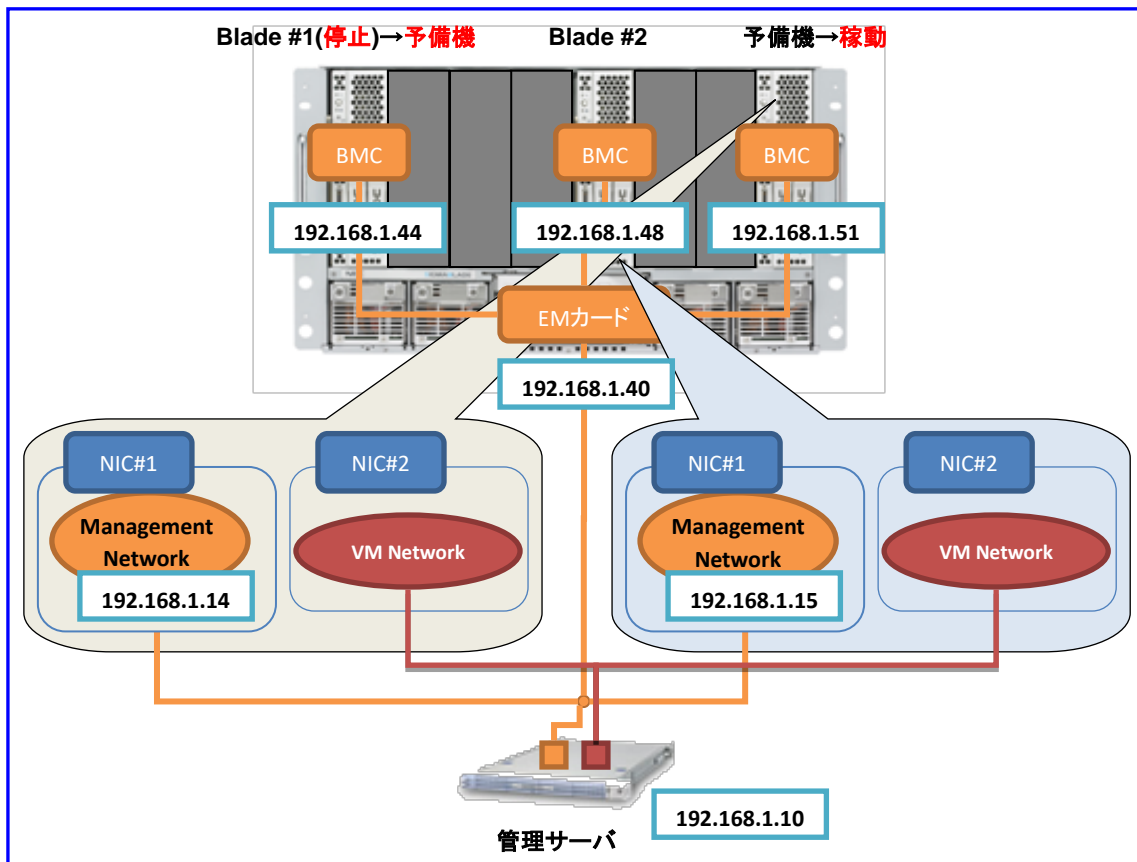 Blade #1(停止)→予備機 Blade #2 予備機→稼動
BMC BMC BMC
192.168.1.44 192.168.1.48 192.168.1.51
EMカード
192.168.1.40
NIC#1 NIC#2 NIC#1 NIC#2
Management Network VM Network Management Network VM Network
192.168.1.14 192.168.1.15
192.168.1.10
管理サーバ